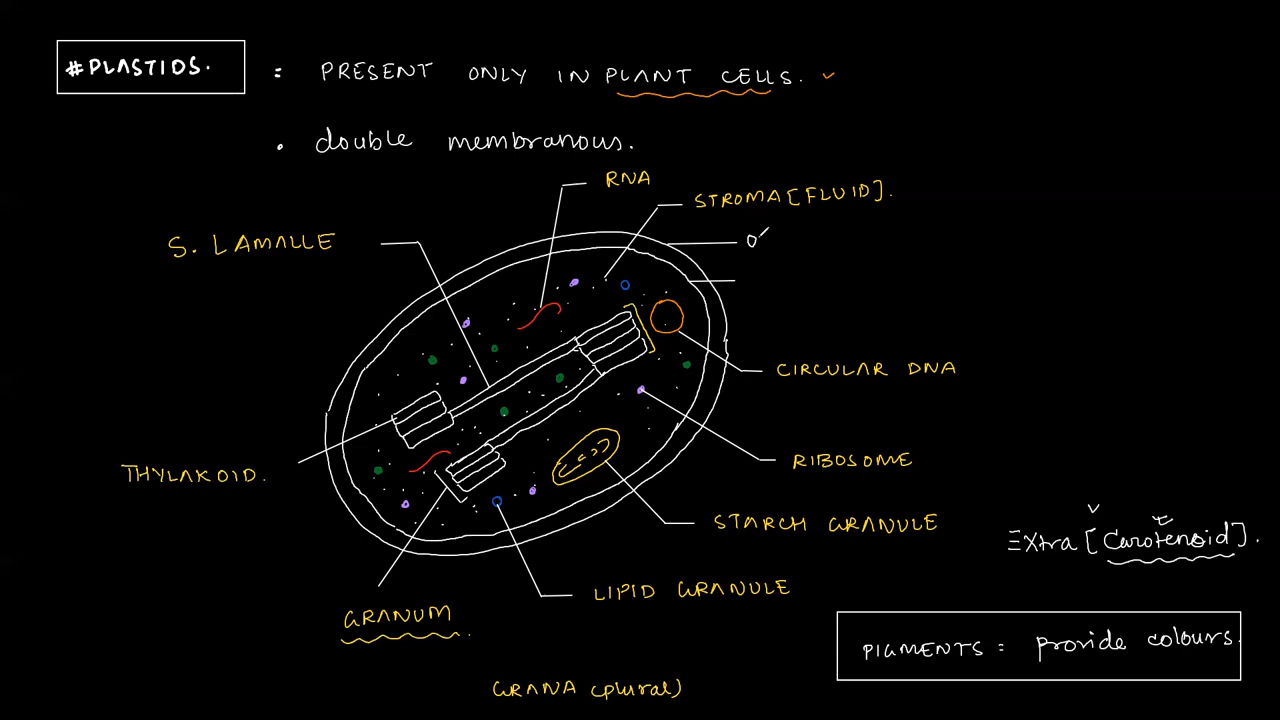 #PLASTIDS. : PRESENT ONLY IN PLANT CELLS.
• double membranous.
RNA
STROMA [FLUID].
S. LAMALLE
O
CIRCULAR DNA
THYLAKOID.
RIBOSOME
STARCH GRANULE
Extra [Carotenoid].
LIPID GRANULE
GRANUM
PIGMENTS : provide colours.
GRANA (plural)